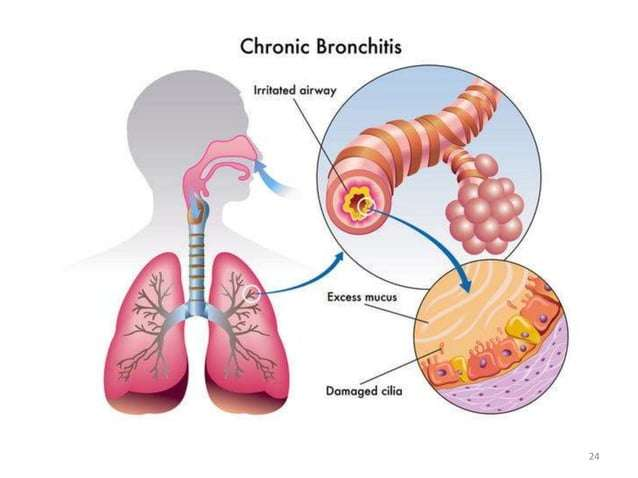 Chronic Bronchitis
Irritated airway
Excess mucus
Damaged cilia
24